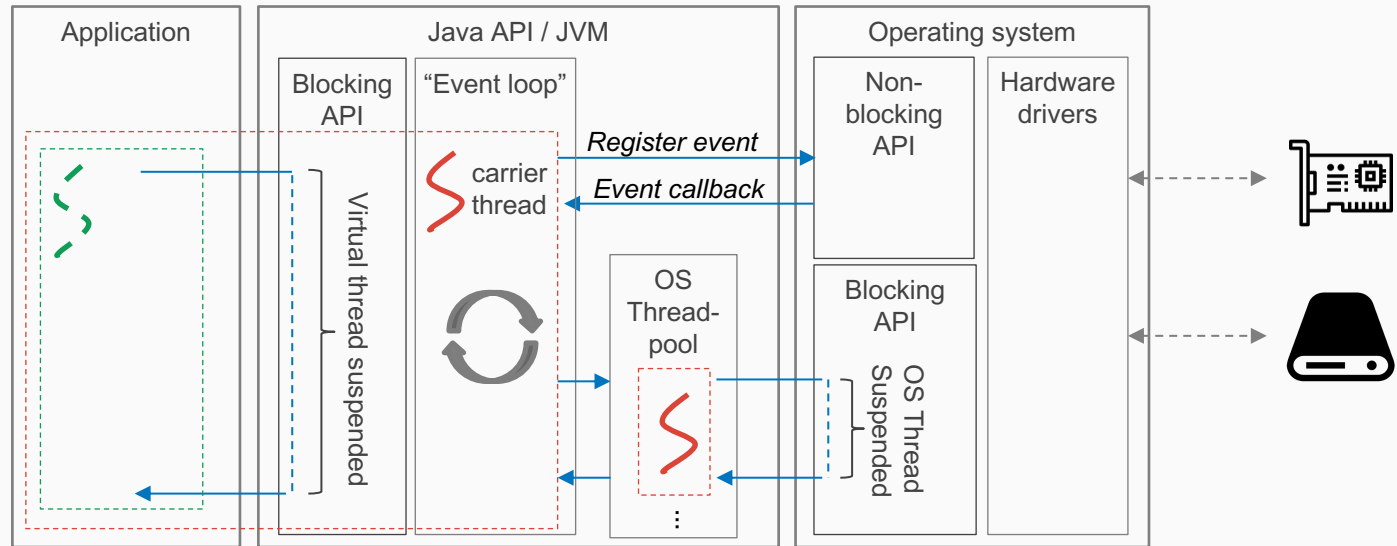 Application
Java API / JVM
Operating system
Blocking
API
“Event loop”
Non-
blocking
API
Hardware
drivers
Register event
carrier
thread
Event callback
Virtual thread suspended
OS
Thread-
pool
Blocking
API
OS Thread
Suspended
...